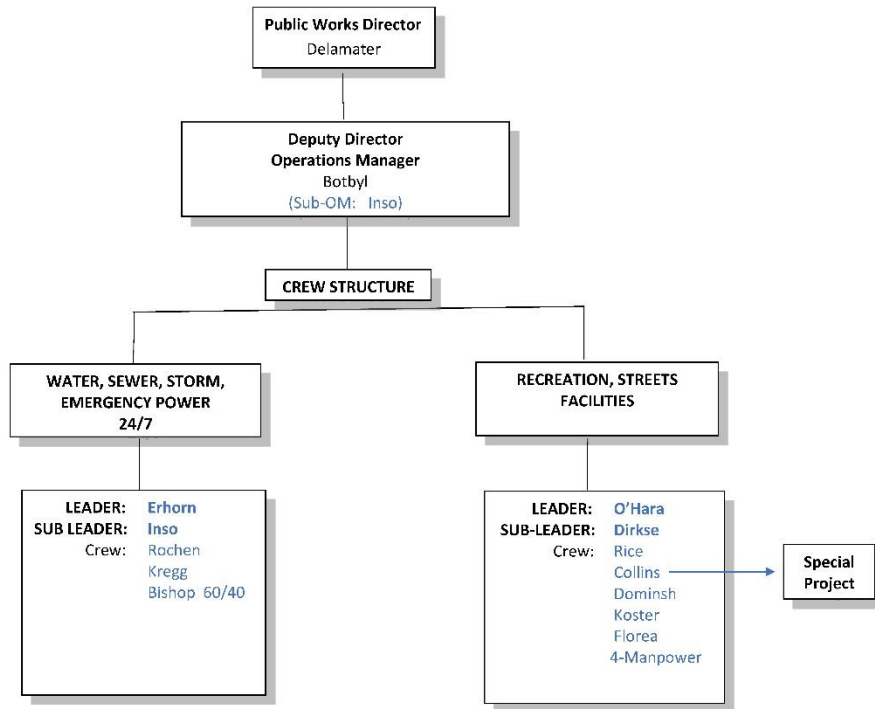 Public Works Director
Delamater
Deputy Director
Operations Manager
Botbyl
(Sub-OM: Inso)
CREW STRUCTURE
WATER, SEWER, STORM,
EMERGENCY POWER
24/7
RECREATION, STREETS
FACILITIES
LEADER: Erhorn
SUB LEADER: Inso
Crew: Rochen
Kregg
Bishop 60/40
LEADER: O'Hara
SUB-LEADER: Dirkse
Crew: Rice
Collins
Dominsh
Koster
Florea
4-Manpower
Special
Project